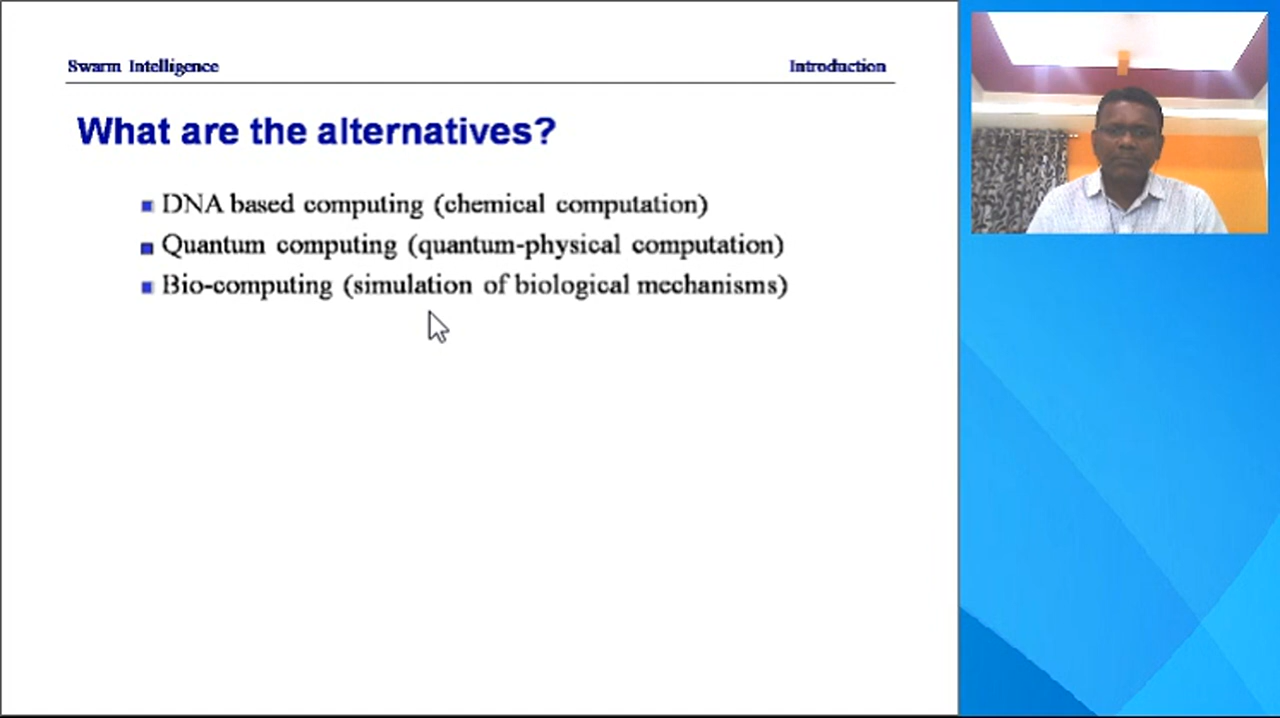 Swarm Intelligence Introduction
What are the alternatives?
DNA based computing (chemical computation)
Quantum computing (quantum-physical computation)
Bio-computing (simulation of biological mechanisms)